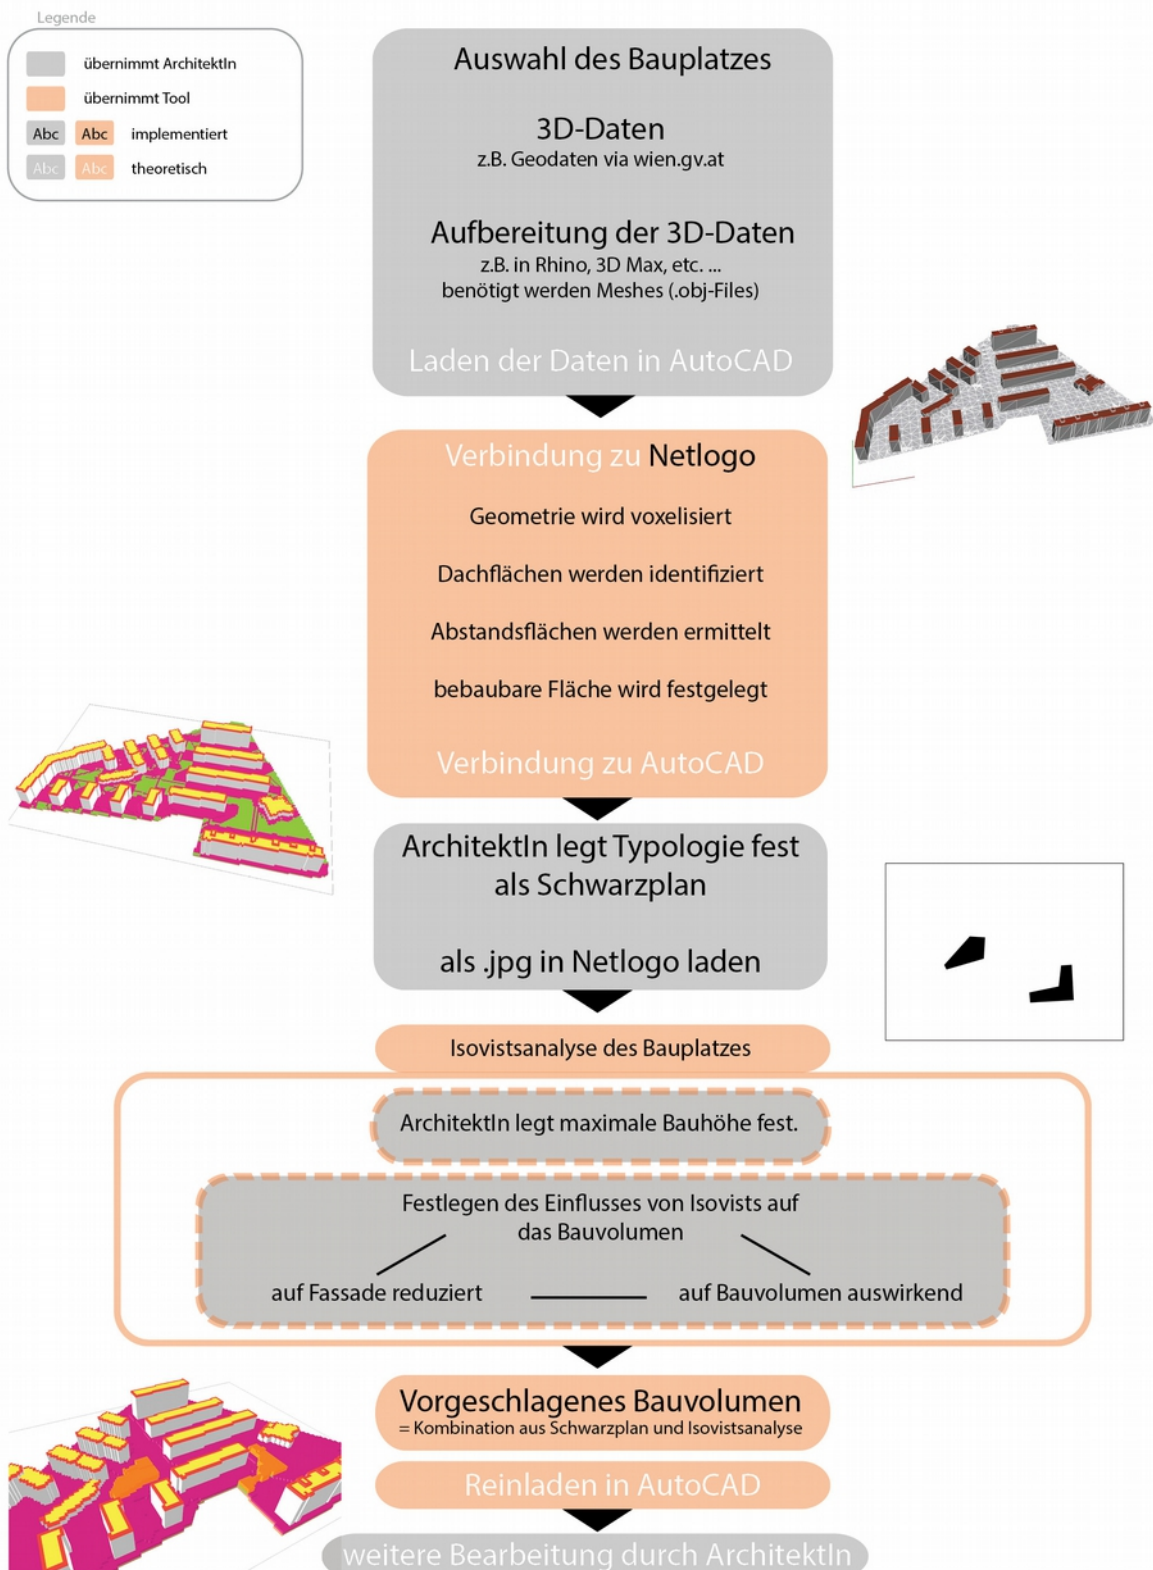 Legende
übernimmt ArchitektIn
übernimmt Tool
Abc Abc implementiert
Abc Abc theoretisch
Auswahl des Bauplatzes
3D-Daten
z.B. Geodaten via wien.gv.at
Aufbereitung der 3D-Daten
z.B. in Rhino, 3D Max, etc. ...
benötigt werden Meshes (.obj-Files)
Laden der Daten in AutoCAD
Verbindung zu Netlogo
Geometrie wird voxelisiert
Dachflächen werden identifiziert
Abstandsflächen werden ermittelt
bebaubare Fläche wird festgelegt
Verbindung zu AutoCAD
ArchitektIn legt Typologie fest
als Schwarzplan
als .jpg in Netlogo laden
Isovistsanalyse des Bauplatzes
ArchitektIn legt maximale Bauhöhe fest.
Festlegen des Einflusses von Isovists auf
das Bauvolumen
auf Fassade reduziert
auf Bauvolumen auswirkend
Vorgeschlagenes Bauvolumen
= Kombination aus Schwarzplan und Isovistsanalyse
Reinladen in AutoCAD
weitere Bearbeitung durch ArchitektIn